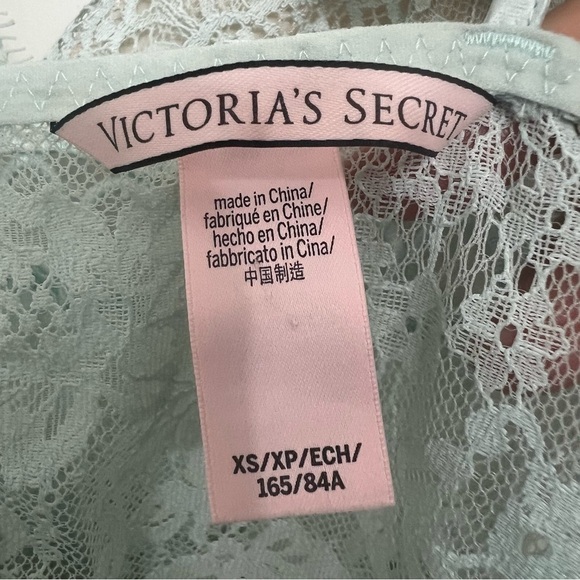 VICTORIA'S SECRET
made in China/
fabriqué en Chine/
hecho en China/
fabbricato in Cina/
中国制造
XS/XP/ECH/
165/84A